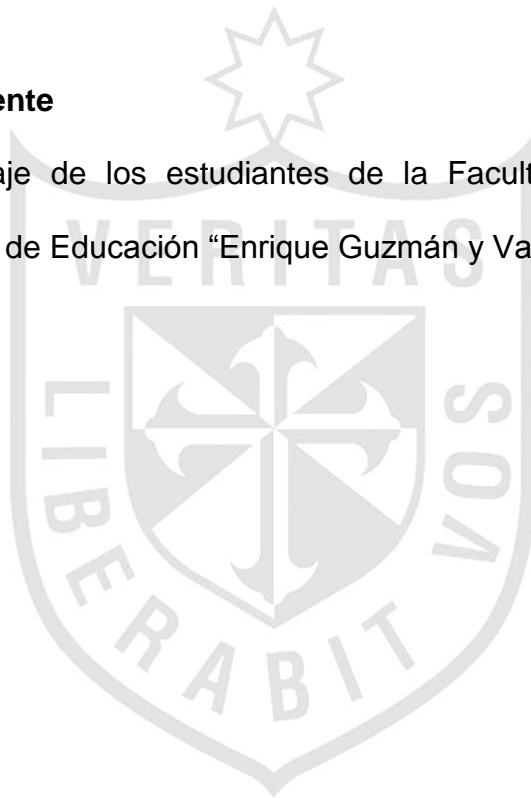 ente
aje de los estudiantes de la Facult
de Educación “Enrique Guzmán y Va
VERITAS
LIBERABIT VOS